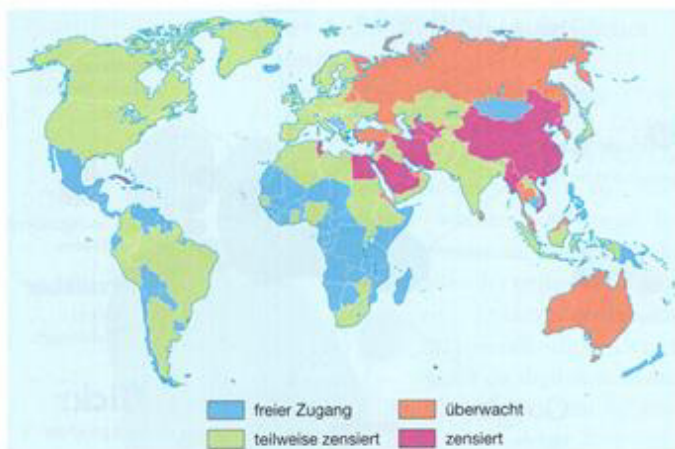 freier Zugang
teilweise zensiert
überwacht
zensiert